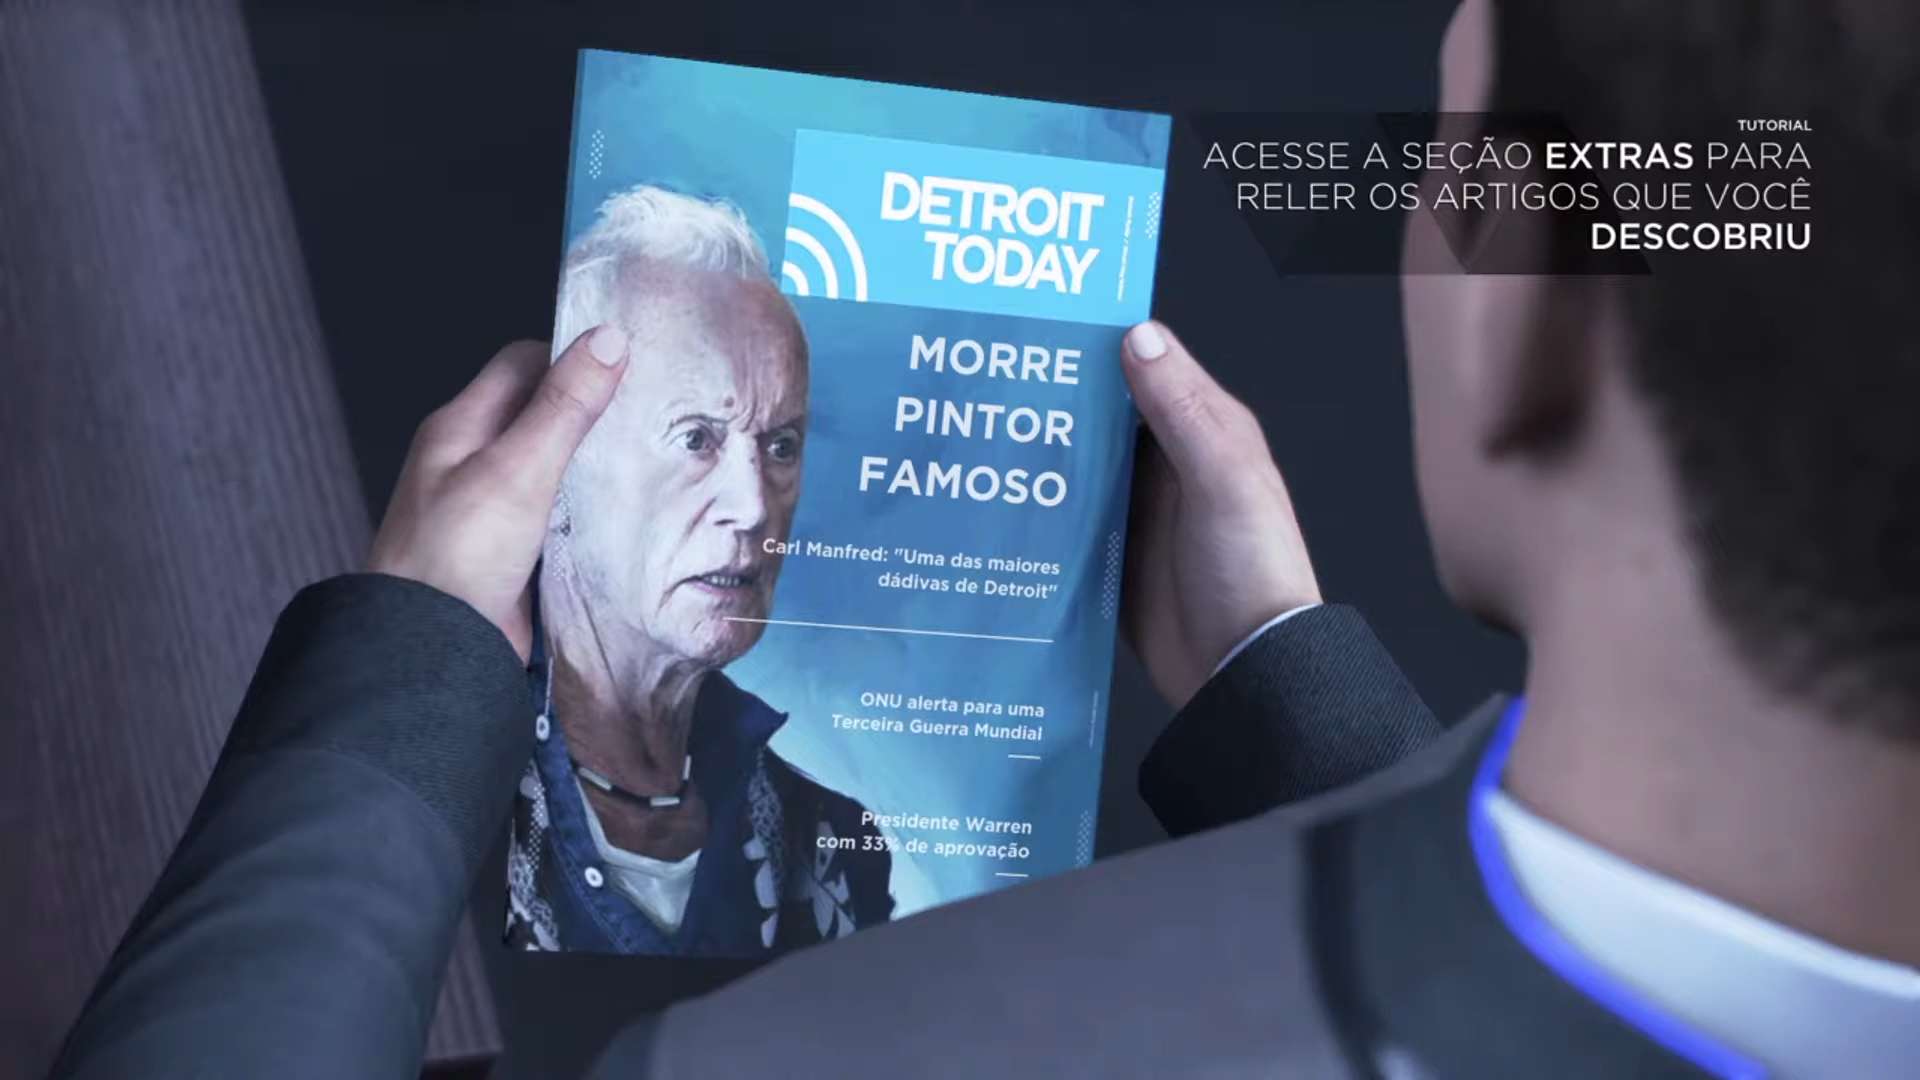 TUTORIAL
ACESSE A SEÇÃO EXTRAS PARA
RELER OS ARTIGOS QUE VOCÊ
DESCOBRIU
DETROIT
TODAY
MORRE
PINTOR
FAMOSO
Carl Manfred: "Uma das maiores
dádivas de Detroit"
ONU alerta para uma
Terceira Guerra Mundial
Presidente Warren
com 33% de aprovação